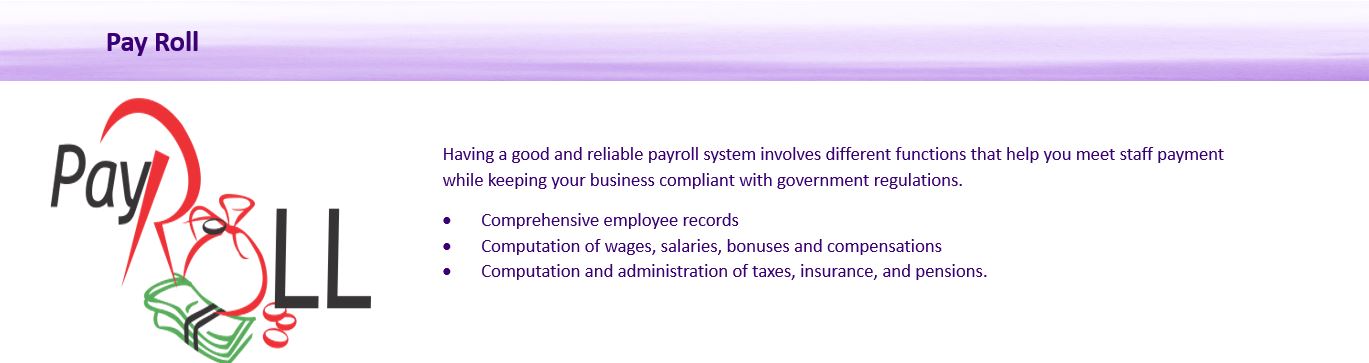 Pay Roll
PayROLL
Having a good and reliable payroll system involves different functions that help you meet staff payment
while keeping your business compliant with government regulations.
• Comprehensive employee records
• Computation of wages, salaries, bonuses and compensations
• Computation and administration of taxes, insurance, and pensions.